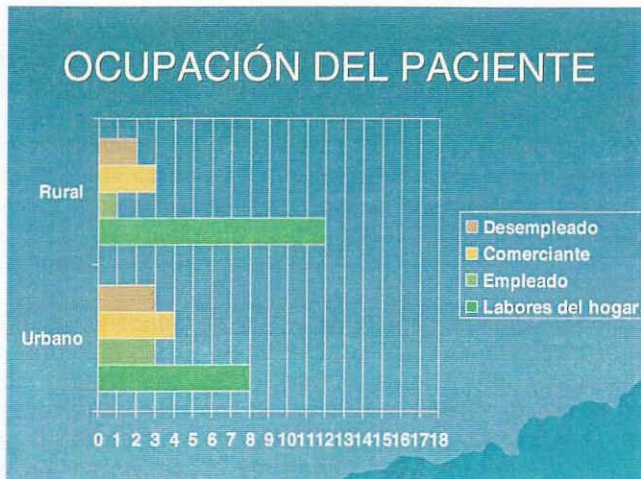 OCUPACIÓN DEL PACIENTE
Rural
Urbano
0 1 2 3 4 5 6 7 8 9 10 11 12 13 14 15 16 17 18
Desempleado
Comerciante
Empleado
Labores del hogar